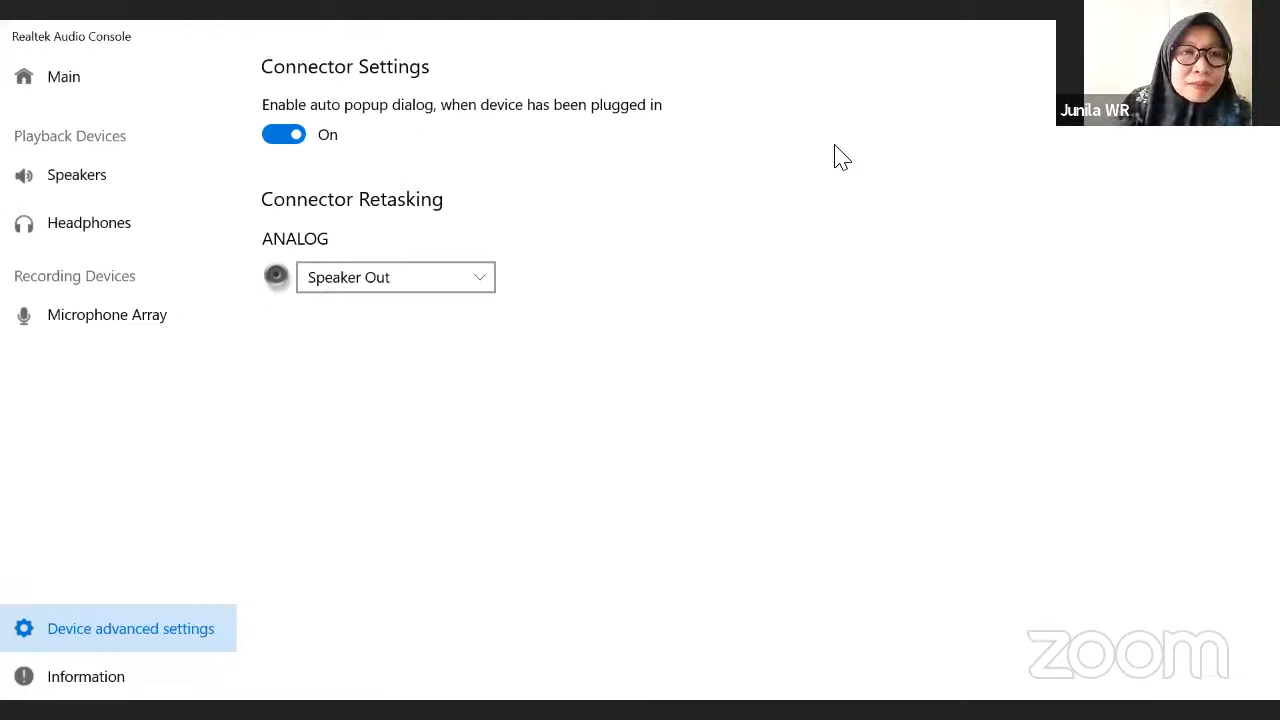 Realtek Audio Console
Main
Playback Devices
Speakers
Headphones
Recording Devices
Microphone Array
Device advanced settings
Information
Connector Settings
Enable auto popup dialog, when device has been plugged in
On
Connector Retasking
ANALOG
Speaker Out
Junila WR
zoom